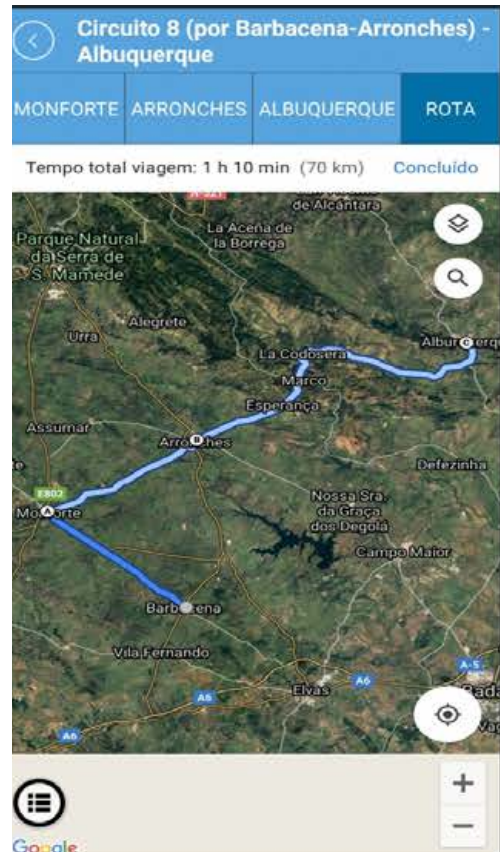 Circuito 8 (por Barbacena-Arronches) -
Albuquerque
MONFORTE ARRONCHES ALBUQUERQUE ROTA
Tempo total viagem: 1 h 10 min (70 km) Concluído
de Alcántara
La Aceña de
la Borrega
Parque Natural
da Serra de
S. Mamede
Alegrete
Urra
La Codosera
Marco
Esperança
Assumar
B
Defezinha
E802
A
C
Nossa Sra.
da Graça
dos Degola
Campo Maior
Vila Fernando
A-5
A6
Elvas
A6
A6
+
−
Google